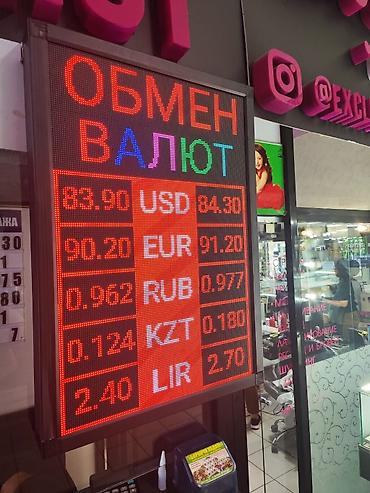 ОБМЕН
ВАЛЮТ
83.90 USD 84.30
90.20 EUR 91.20
0.962 RUB 0.977
0.124 KZT 0.180
2.40 LIR 2.70
@EXCL